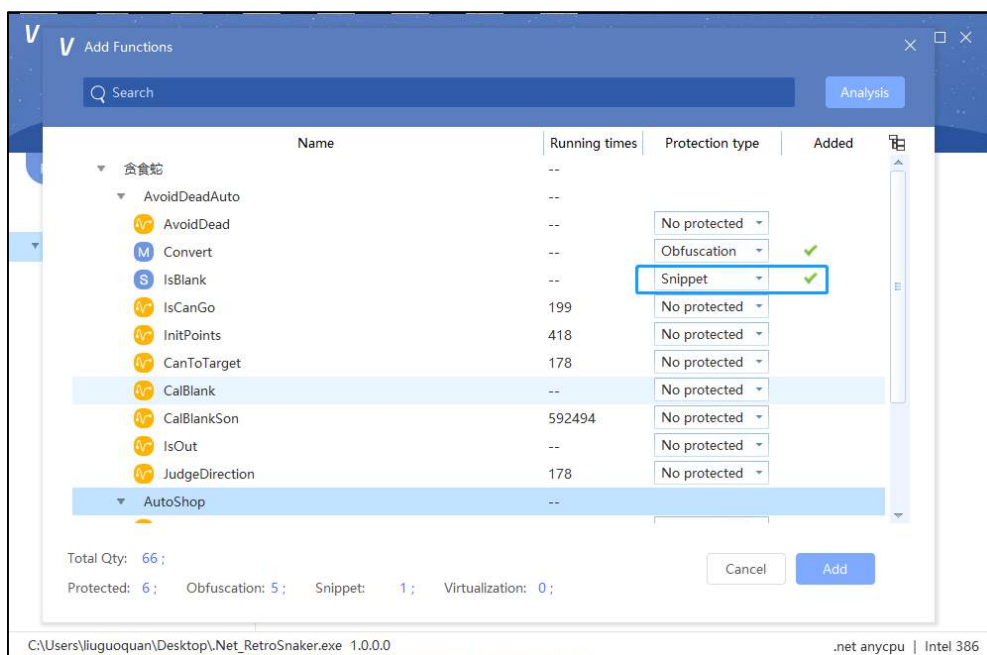 V
V Add Functions
Search Analysis
Name Running times Protection type Added
贪食蛇 --
AvoidDeadAuto --
AvoidDead -- No protected
M Convert -- Obfuscation
S IsBlank -- Snippet
IsCanGo 199 No protected
InitPoints 418 No protected
CanToTarget 178 No protected
CalBlank -- No protected
CalBlankSon 592494 No protected
IsOut -- No protected
JudgeDirection 178 No protected
AutoShop --
Total Qty: 66 ;
Cancel Add
Protected: 6 ; Obfuscation: 5 ; Snippet: 1 ; Virtualization: 0 ;
C:\Users\liuguoquan\Desktop\.Net_RetroSnaker.exe 1.0.0.0 .net anycpu | Intel 386